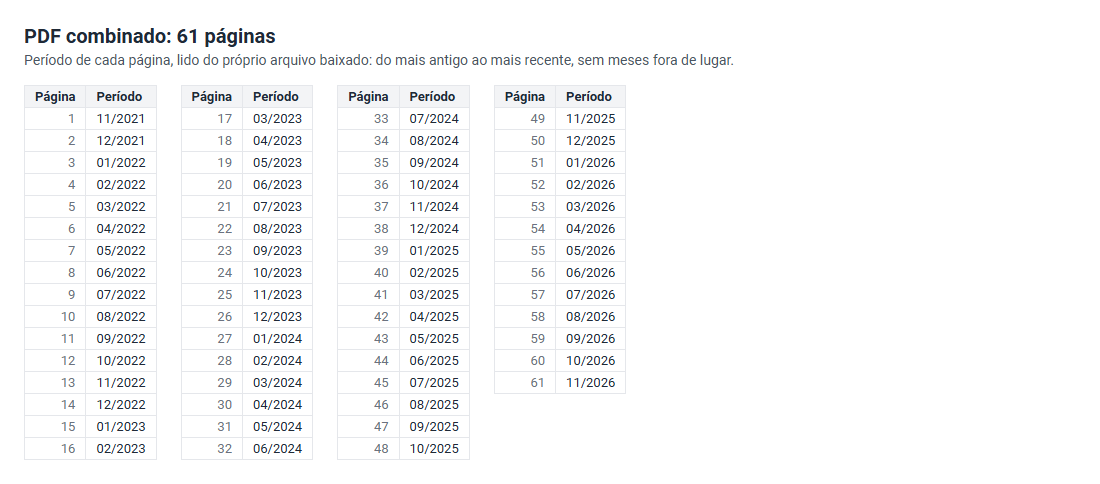 PDF combinado: 61 páginas
Período de cada página, lido do próprio arquivo baixado: do mais antigo ao mais recente, sem meses fora de lugar.
Página Período Página Período Página Período Página Período
1 11/2021 17 03/2023 33 07/2024 49 11/2025
2 12/2021 18 04/2023 34 08/2024 50 12/2025
3 01/2022 19 05/2023 35 09/2024 51 01/2026
4 02/2022 20 06/2023 36 10/2024 52 02/2026
5 03/2022 21 07/2023 37 11/2024 53 03/2026
6 04/2022 22 08/2023 38 12/2024 54 04/2026
7 05/2022 23 09/2023 39 01/2025 55 05/2026
8 06/2022 24 10/2023 40 02/2025 56 06/2026
9 07/2022 25 11/2023 41 03/2025 57 07/2026
10 08/2022 26 12/2023 42 04/2025 58 08/2026
11 09/2022 27 01/2024 43 05/2025 59 09/2026
12 10/2022 28 02/2024 44 06/2025 60 10/2026
13 11/2022 29 03/2024 45 07/2025 61 11/2026
14 12/2022 30 04/2024 46 08/2025
15 01/2023 31 05/2024 47 09/2025
16 02/2023 32 06/2024 48 10/2025